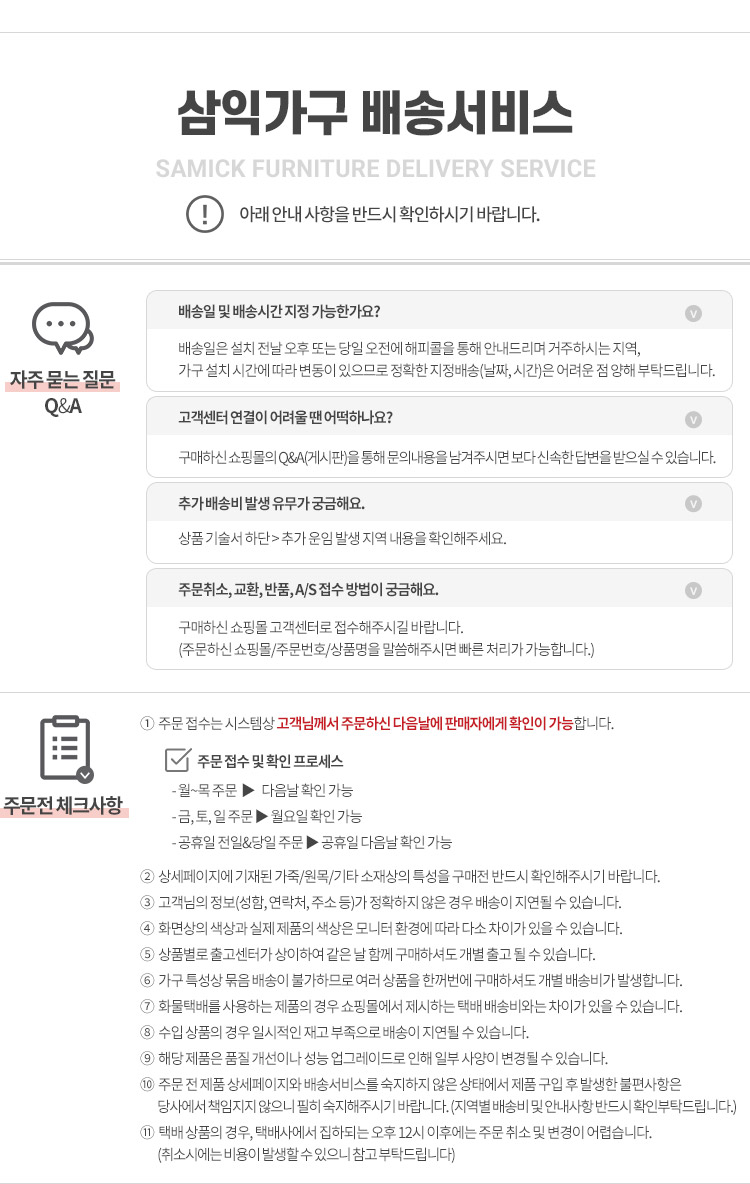 삼익가구 배송서비스
SAMICK FURNITURE DELIVERY SERVICE
! 아래 안내 사항을 반드시 확인하시기 바랍니다.
자주 묻는 질문
Q&A
배송일 및 배송시간 지정 가능한가요? V
배송일은 설치 전날 오후 또는 당일 오전에 해피콜을 통해 안내드리며 거주하시는 지역,
가구 설치 시간에 따라 변동이 있으므로 정확한 지정배송(날짜, 시간)은 어려운 점 양해 부탁드립니다.
고객센터 연결이 어려울 땐 어떡하나요? V
구매하신 쇼핑몰의 Q&A(게시판)을 통해 문의내용을 남겨주시면 보다 신속한 답변을 받으실 수 있습니다.
추가 배송비 발생 유무가 궁금해요. V
상품 기술서 하단 > 추가 운임 발생 지역 내용을 확인해주세요.
주문취소, 교환, 반품, A/S 접수 방법이 궁금해요. V
구매하신 쇼핑몰 고객센터로 접수해주시길 바랍니다.
(주문하신 쇼핑몰/주문번호/상품명을 말씀해주시면 빠른 처리가 가능합니다.)
주문전 체크사항
① 주문 접수는 시스템상 고객님께서 주문하신 다음날에 판매자에게 확인이 가능합니다.
주문 접수 및 확인 프로세스
- 월~목 주문 ▶ 다음날 확인 가능
- 금, 토, 일 주문 ▶ 월요일 확인 가능
- 공휴일 전일&당일 주문 ▶ 공휴일 다음날 확인 가능
② 상세페이지에 기재된 가죽/원목/기타 소재상의 특성을 구매전 반드시 확인해주시기 바랍니다.
③ 고객님의 정보(성함, 연락처, 주소 등)가 정확하지 않은 경우 배송이 지연될 수 있습니다.
④ 화면상의 색상과 실제 제품의 색상은 모니터 환경에 따라 다소 차이가 있을 수 있습니다.
⑤ 상품별로 출고센터가 상이하여 같은 날 함께 구매하셔도 개별 출고 될 수 있습니다.
⑥ 가구 특성상 묶음 배송이 불가하므로 여러 상품을 한꺼번에 구매하셔도 개별 배송비가 발생합니다.
⑦ 화물택배를 사용하는 제품의 경우 쇼핑몰에서 제시하는 택배 배송비와는 차이가 있을 수 있습니다.
⑧ 수입 상품의 경우 일시적인 재고 부족으로 배송이 지연될 수 있습니다.
⑨ 해당 제품은 품질 개선이나 성능 업그레이드로 인해 일부 사양이 변경될 수 있습니다.
⑩ 주문 전 제품 상세페이지와 배송서비스를 숙지하지 않은 상태에서 제품 구입 후 발생한 불편사항은
당사에서 책임지지 않으니 필히 숙지해주시기 바랍니다. (지역별 배송비 및 안내사항 반드시 확인부탁드립니다.)
⑪ 택배 상품의 경우, 택배사에서 집하되는 오후 12시 이후에는 주문 취소 및 변경이 어렵습니다.
(취소시에는 비용이 발생할 수 있으니 참고 부탁드립니다)